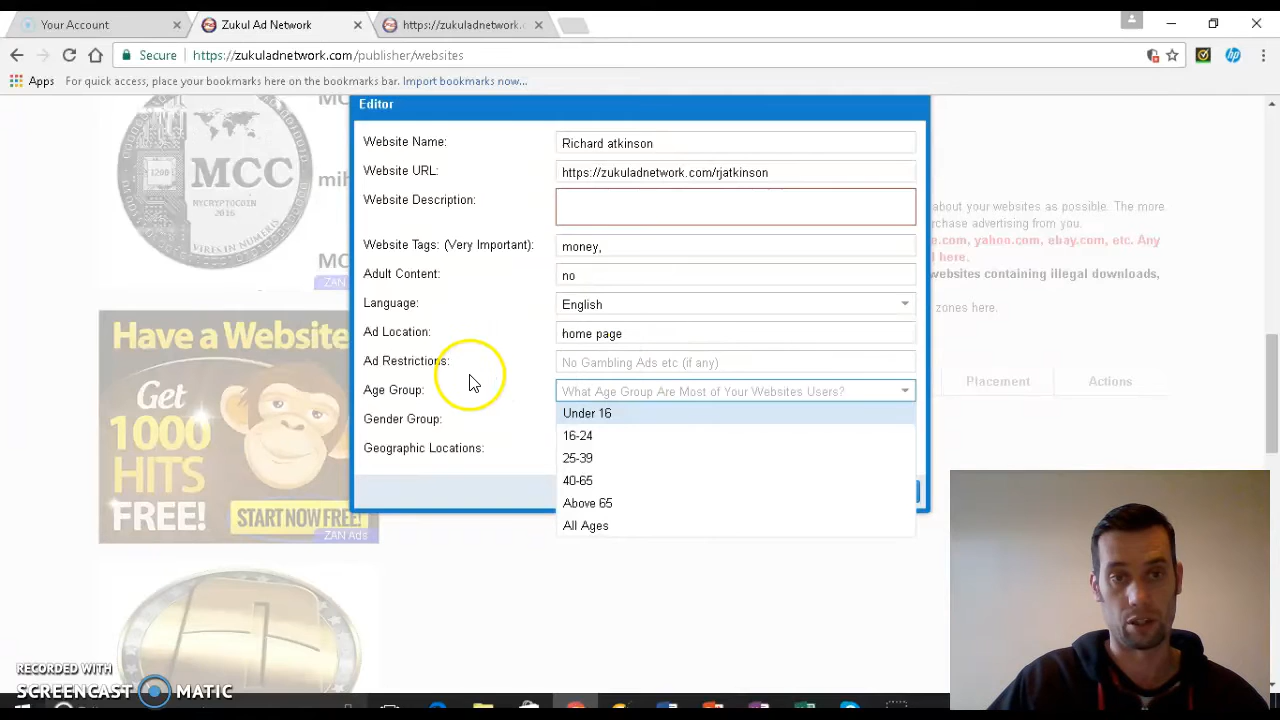 Your Account
Zukul Ad Network
https://zukuladnetwork.c
Secure
https://zukuladnetwork.com/publisher/websites
Apps
For quick access, place your bookmarks here on the bookmarks bar. Import bookmarks now...
Editor
Website Name:
Richard atkinson
Website URL:
https://zukuladnetwork.com/rjatkinson
Website Description:
Website Tags: (Very Important):
money,
Adult Content:
no
Language:
English
Ad Location:
home page
Ad Restrictions:
No Gambling Ads etc (if any)
Age Group:
What Age Group Are Most of Your Websites Users?
Under 16
16-24
25-39
40-65
Above 65
All Ages
Gender Group:
Geographic Locations:
about your websites as possible. The more
rchase advertising from you.
e.com, yahoo.com, ebay.com, etc. Any
l here.
websites containing illegal downloads,
zones here.
Placement
Actions
1200
MCC
NYCRYPTOCOIN
2016
VIRES IN NUMERIS
MC
mih
MC
ZAN
Have a Website
Get
1000
HITS
FREE!
START NOW FREE!
ZAN Ads
RECORDED WITH
SCREENCAST MATIC